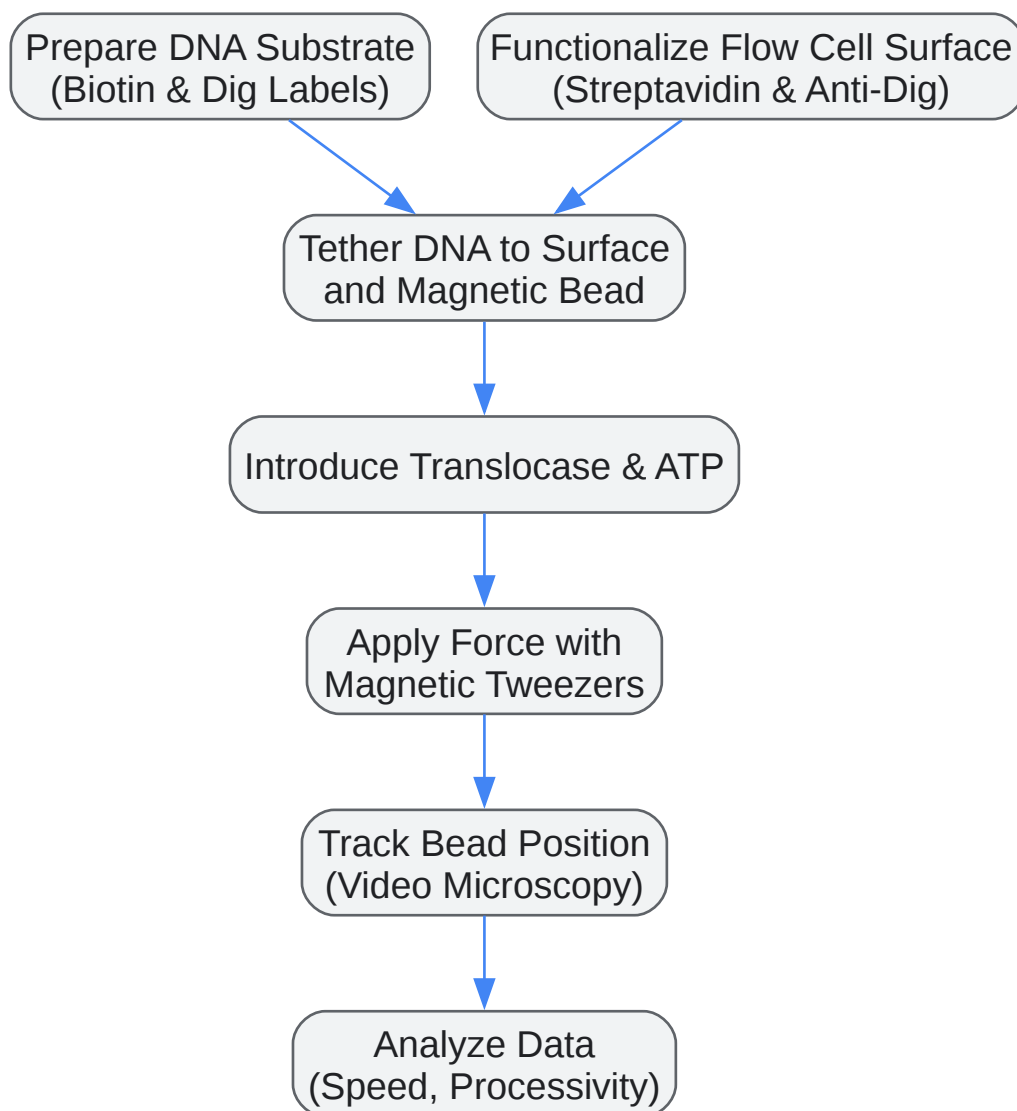 Prepare DNA Substrate
(Biotin & Dig Labels)
Functionalize Flow Cell Surface
(Streptavidin & Anti-Dig)
Tether DNA to Surface
and Magnetic Bead
Introduce Translocase & ATP
Apply Force with
Magnetic Tweezers
Track Bead Position
(Video Microscopy)
Analyze Data
(Speed, Processivity)